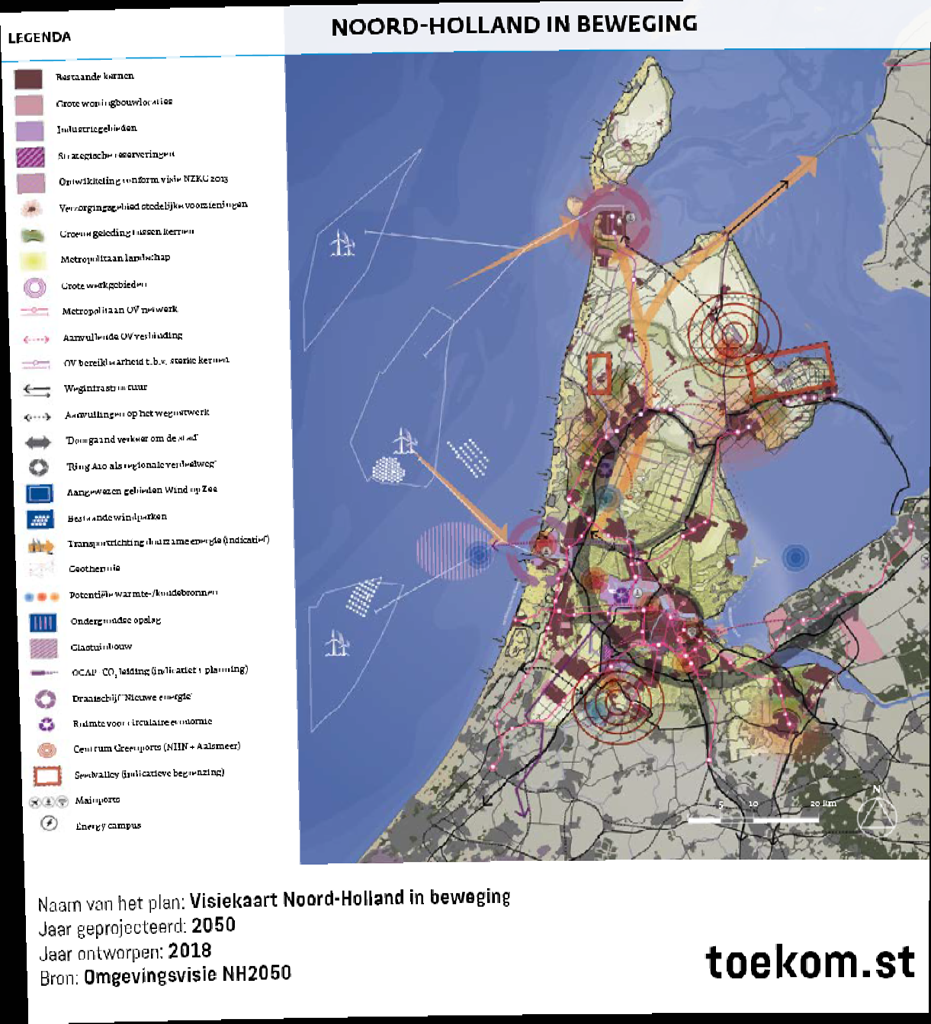 LEGENDA
NOORD-HOLLAND IN BEWEGING
Bestaande kernen
Grote woningbouwlocaties
Industriegebieden
Strategische reserveringen
Ontwikkeling conform visie NZKG 2013
Verzorgingsgebied stedelijke voorzieningen
Groene geleding tussen kernen
Metropolitaan landschap
Grote werkgebieden
Metropolitaan OV netwerk
Aanvullende OV verbinding
OV bereikbaarheid t.b.v. sterke kernen
Weginfrastructuur
Aanvullingen op het wegnetwerk
'Doorgaand verkeer om de stad'
'Ring A10 als regionale verdeelweg'
Aangewezen gebieden Wind op Zee
Bestaande windparken
Transportrichting duurzame energie (indicatief)
Geothermie
Potentiële warmte-/koudebronnen
Ondergrondse opslag
Glastuinbouw
OCAP- CO₂ leiding (indicatief + planning)
Draaischijf 'Nieuwe energie'
Ruimte voor circulaire economie
Centrum Greenports (NHN + Aalsmeer)
Seedvalley (indicatieve begrenzing)
Mainports
Energy campus
N
5 10 20 km
Naam van het plan: Visiekaart Noord-Holland in beweging
Jaar geprojecteerd: 2050
Jaar ontworpen: 2018
Bron: Omgevingsvisie NH2050
toekom.st